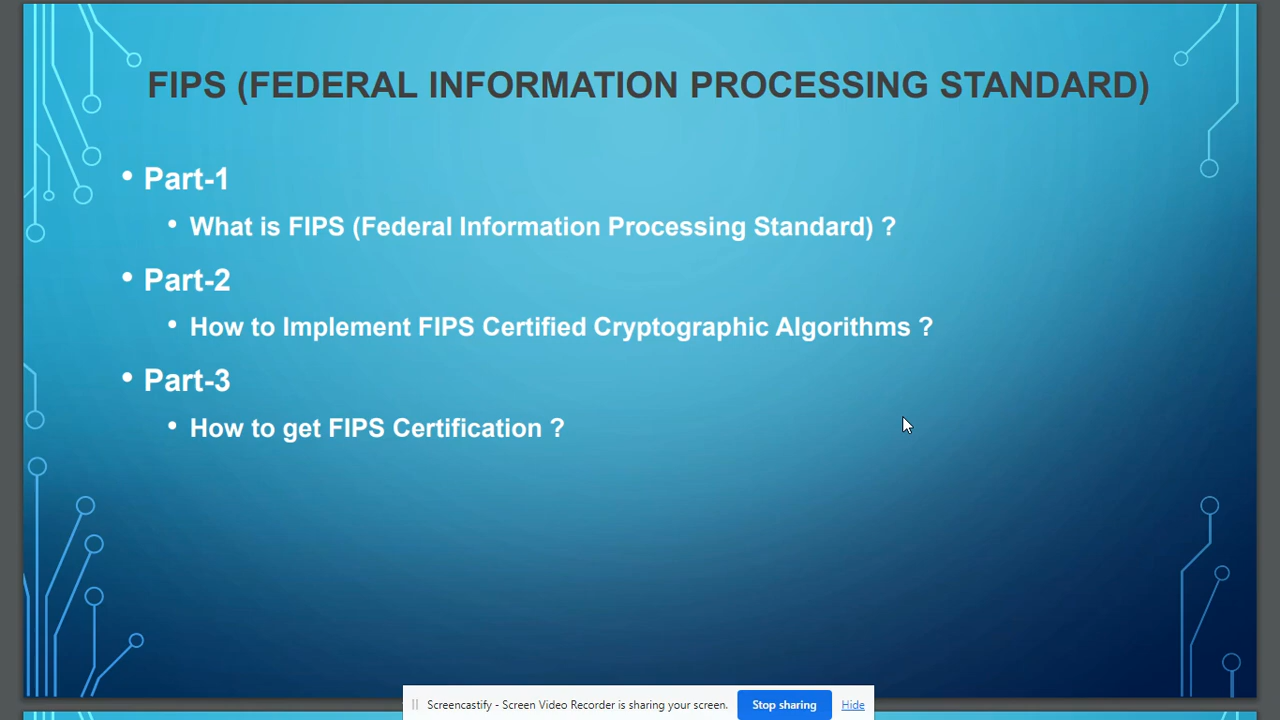 FIPS (FEDERAL INFORMATION PROCESSING STANDARD)
• Part-1
• What is FIPS (Federal Information Processing Standard) ?
• Part-2
• How to Implement FIPS Certified Cryptographic Algorithms ?
• Part-3
• How to get FIPS Certification ?
Screencastify - Screen Video Recorder is sharing your screen. Stop sharing Hide